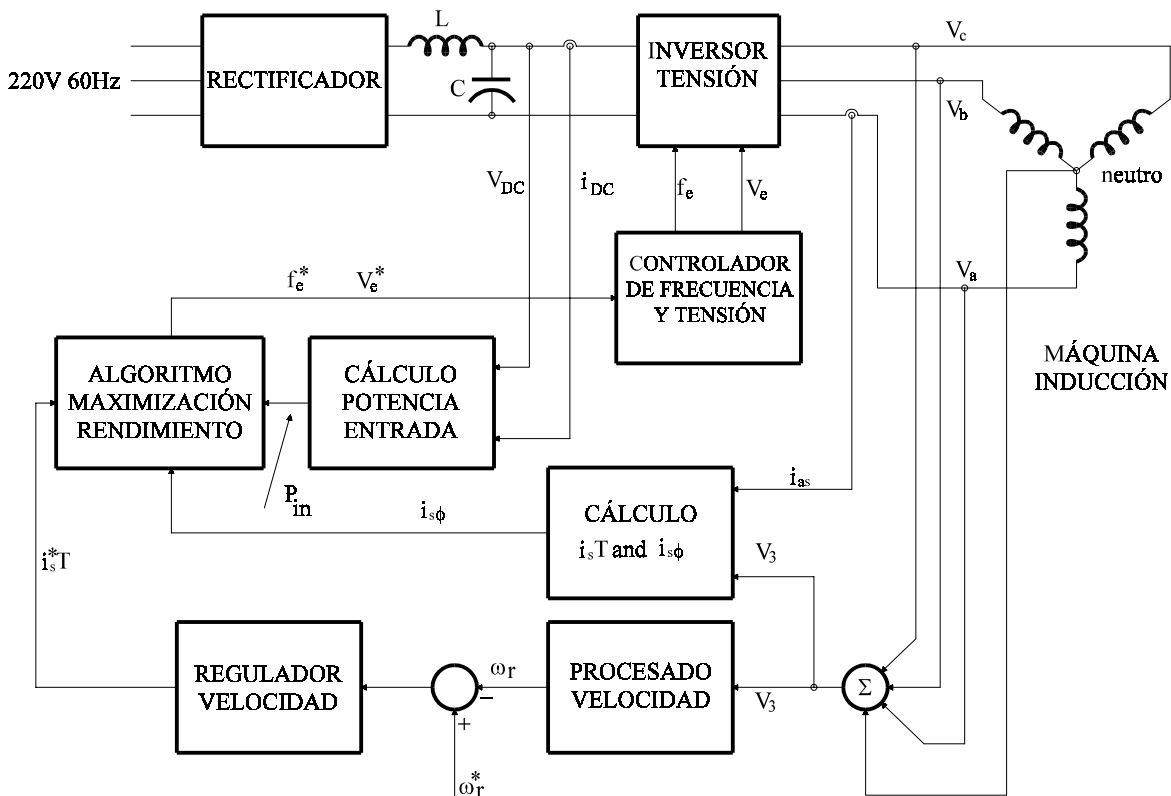 L
V_c
220V 60Hz
RECTIFICADOR
C
INVERSOR
TENSIÓN
V_b
neutro
V_DC
i_DC
f_e
V_e
f_e^*
V_e^*
CONTROLADOR
DE FRECUENCIA
Y TENSIÓN
V_a
MÁQUINA
INDUCCIÓN
ALGORITMO
MAXIMIZACIÓN
RENDIMIENTO
CÁLCULO
POTENCIA
ENTRADA
P_in
i_sϕ
i_as
CÁLCULO
i_sT and i_sϕ
V_3
i_s^*T
REGULADOR
VELOCIDAD
ω_r
−
+
ω_r^*
PROCESADO
VELOCIDAD
V_3
Σ